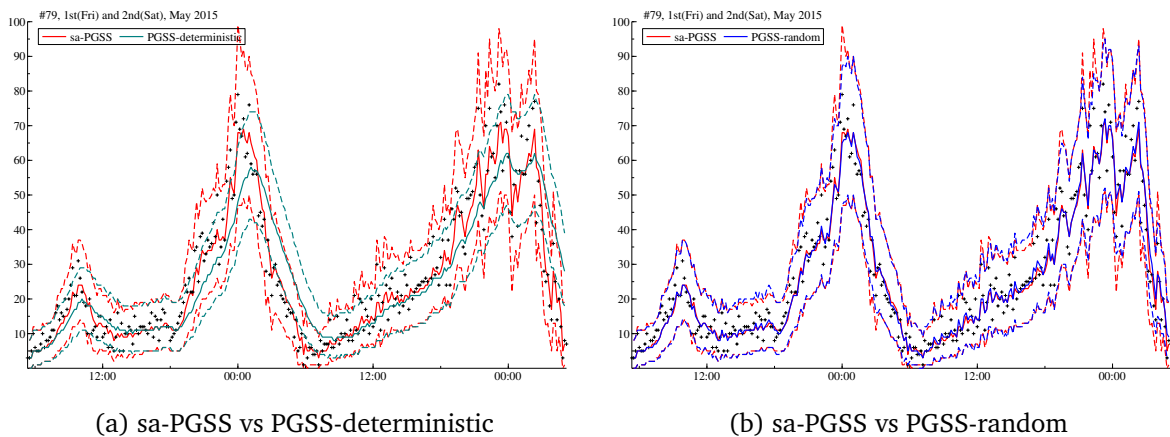 #79, 1st(Fri) and 2nd(Sat), May 2015
sa-PGSS PGSS-deterministic
100
90
80
70
60
50
40
30
20
10
12:00 00:00 12:00 00:00
(a) sa-PGSS vs PGSS-deterministic
#79, 1st(Fri) and 2nd(Sat), May 2015
sa-PGSS PGSS-random
100
90
80
70
60
50
40
30
20
10
12:00 00:00 12:00 00:00
(b) sa-PGSS vs PGSS-random